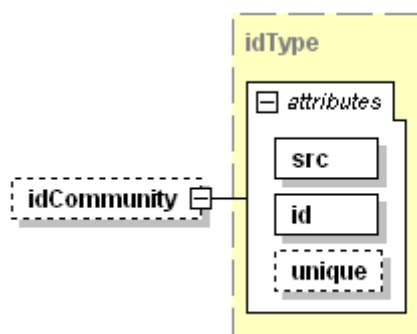 idType
attributes
src
idCommunity
id
unique